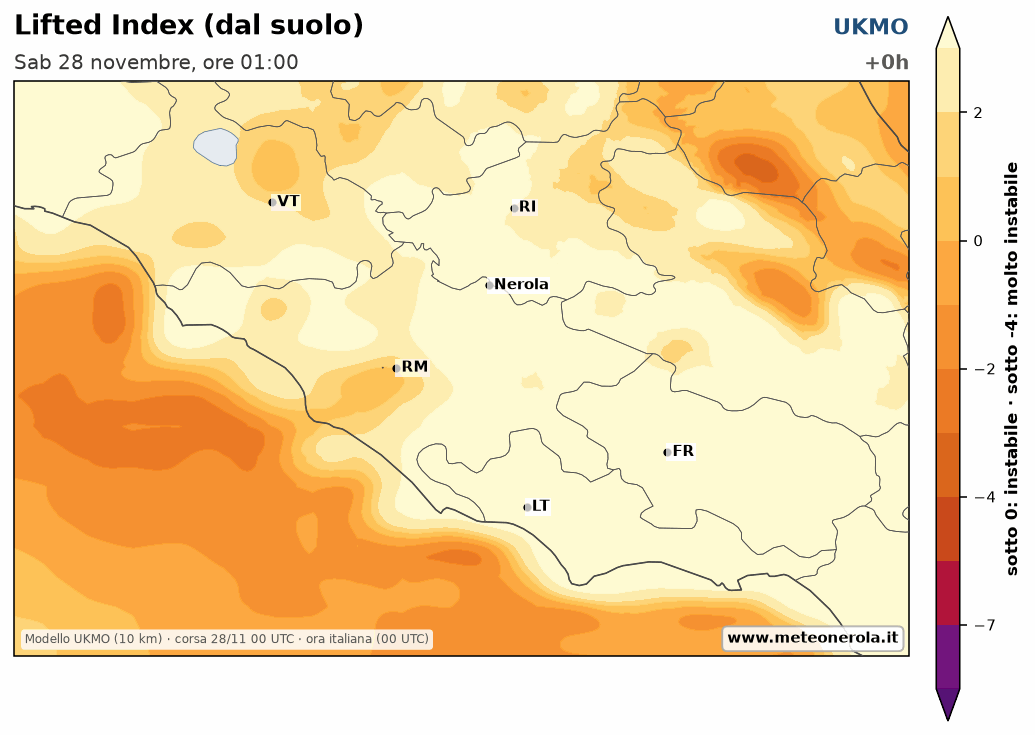 Lifted Index (dal suolo)
UKMO
Sab 28 novembre, ore 01:00
+0h
VT
RI
Nerola
RM
FR
LT
Modello UKMO (10 km) · corsa 28/11 00 UTC · ora italiana (00 UTC)
www.meteonerola.it
2
0
−2
−4
−7
sotto 0: instabile · sotto -4: molto instabile